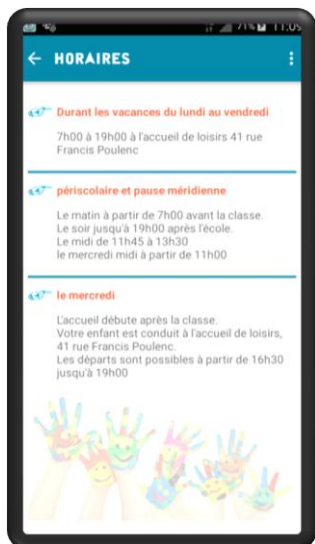 71% 11:05
HORAIRES
Durant les vacances du lundi au vendredi
7h00 à 19h00 à l'accueil de loisirs 41 rue
Francis Poulenc
périscolaire et pause méridienne
Le matin à partir de 7h00 avant la classe.
Le soir jusqu'à 19h00 après l'école.
Le midi de 11h45 à 13h30
le mercredi midi à partir de 11h00
le mercredi
L'accueil débute après la classe.
Votre enfant est conduit à l'accueil de loisirs,
41 rue Francis Poulenc.
Les départs sont possibles à partir de 16h30
jusqu'à 19h00